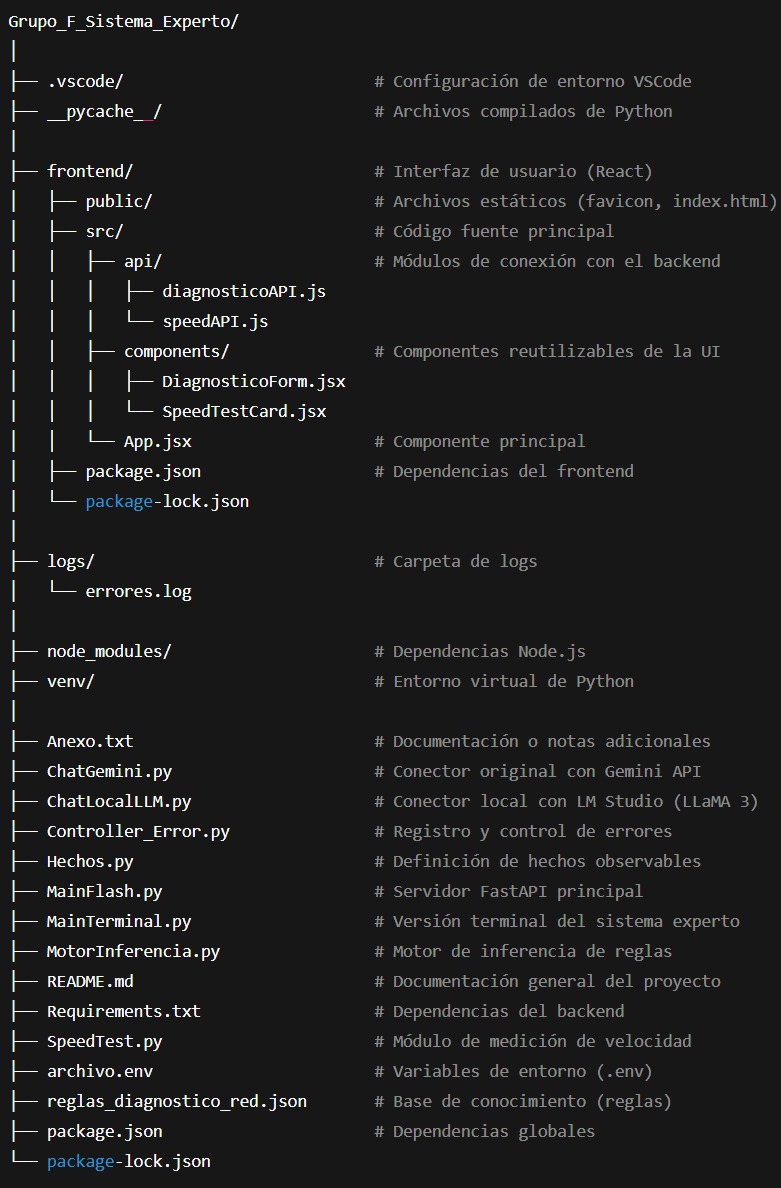 Grupo_F_Sistema_Experto/
│
├── .vscode/                          # Configuración de entorno VSCode
├── __pycache__/                      # Archivos compilados de Python
│
├── frontend/                         # Interfaz de usuario (React)
│   ├── public/                       # Archivos estáticos (favicon, index.html)
│   ├── src/                          # Código fuente principal
│   │   ├── api/                      # Módulos de conexión con el backend
│   │   │   ├── diagnosticoAPI.js
│   │   │   └── speedAPI.js
│   │   ├── components/               # Componentes reutilizables de la UI
│   │   │   ├── DiagnosticoForm.jsx
│   │   │   └── SpeedTestCard.jsx
│   │   └── App.jsx                   # Componente principal
│   ├── package.json                  # Dependencias del frontend
│   └── package-lock.json
│
├── logs/                             # Carpeta de logs
│   └── errores.log
│
├── node_modules/                     # Dependencias Node.js
├── venv/                             # Entorno virtual de Python
│
├── Anexo.txt                         # Documentación o notas adicionales
├── ChatGemini.py                     # Conector original con Gemini API
├── ChatLocalLLM.py                   # Conector local con LM Studio (LLaMA 3)
├── Controller_Error.py               # Registro y control de errores
├── Hechos.py                         # Definición de hechos observables
├── MainFlash.py                      # Servidor FastAPI principal
├── MainTerminal.py                   # Versión terminal del sistema experto
├── MotorInferencia.py                # Motor de inferencia de reglas
├── README.md                         # Documentación general del proyecto
├── Requirements.txt                  # Dependencias del backend
├── SpeedTest.py                      # Módulo de medición de velocidad
├── archivo.env                       # Variables de entorno (.env)
├── reglas_diagnostico_red.json       # Base de conocimiento (reglas)
├── package.json                      # Dependencias globales
└── package-lock.json